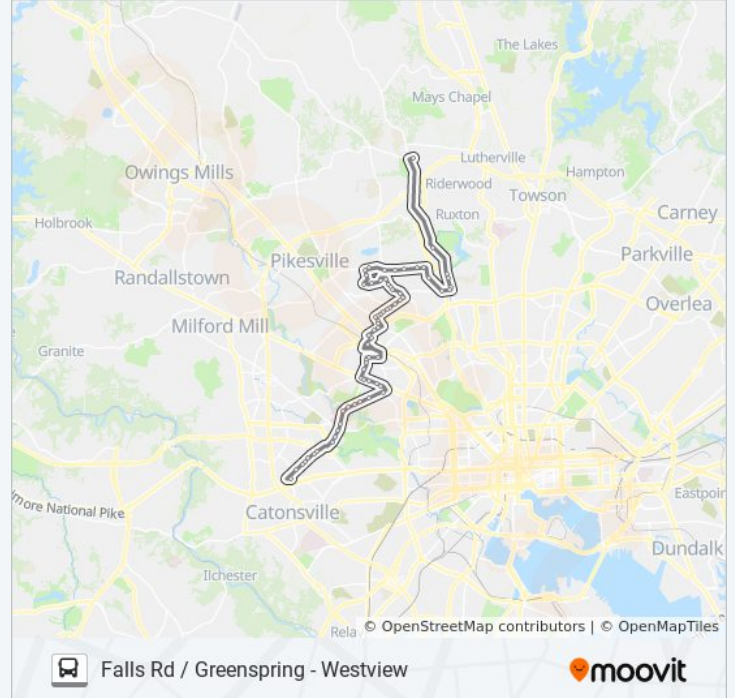 The Lakes
Mays Chapel
Lutherville
Owings Mills
Hampton
Riderwood
Towson
Holbrook
Ruxton
Carney
Pikesville
Parkville
Randallstown
Overlea
Milford Mill
Granite
more National Pike
Eastpoin
Catonsville
Dundalk
Ilchester
Rela
© OpenStreetMap contributors | © OpenMapTiles
Falls Rd / Greenspring - Westview
moovit